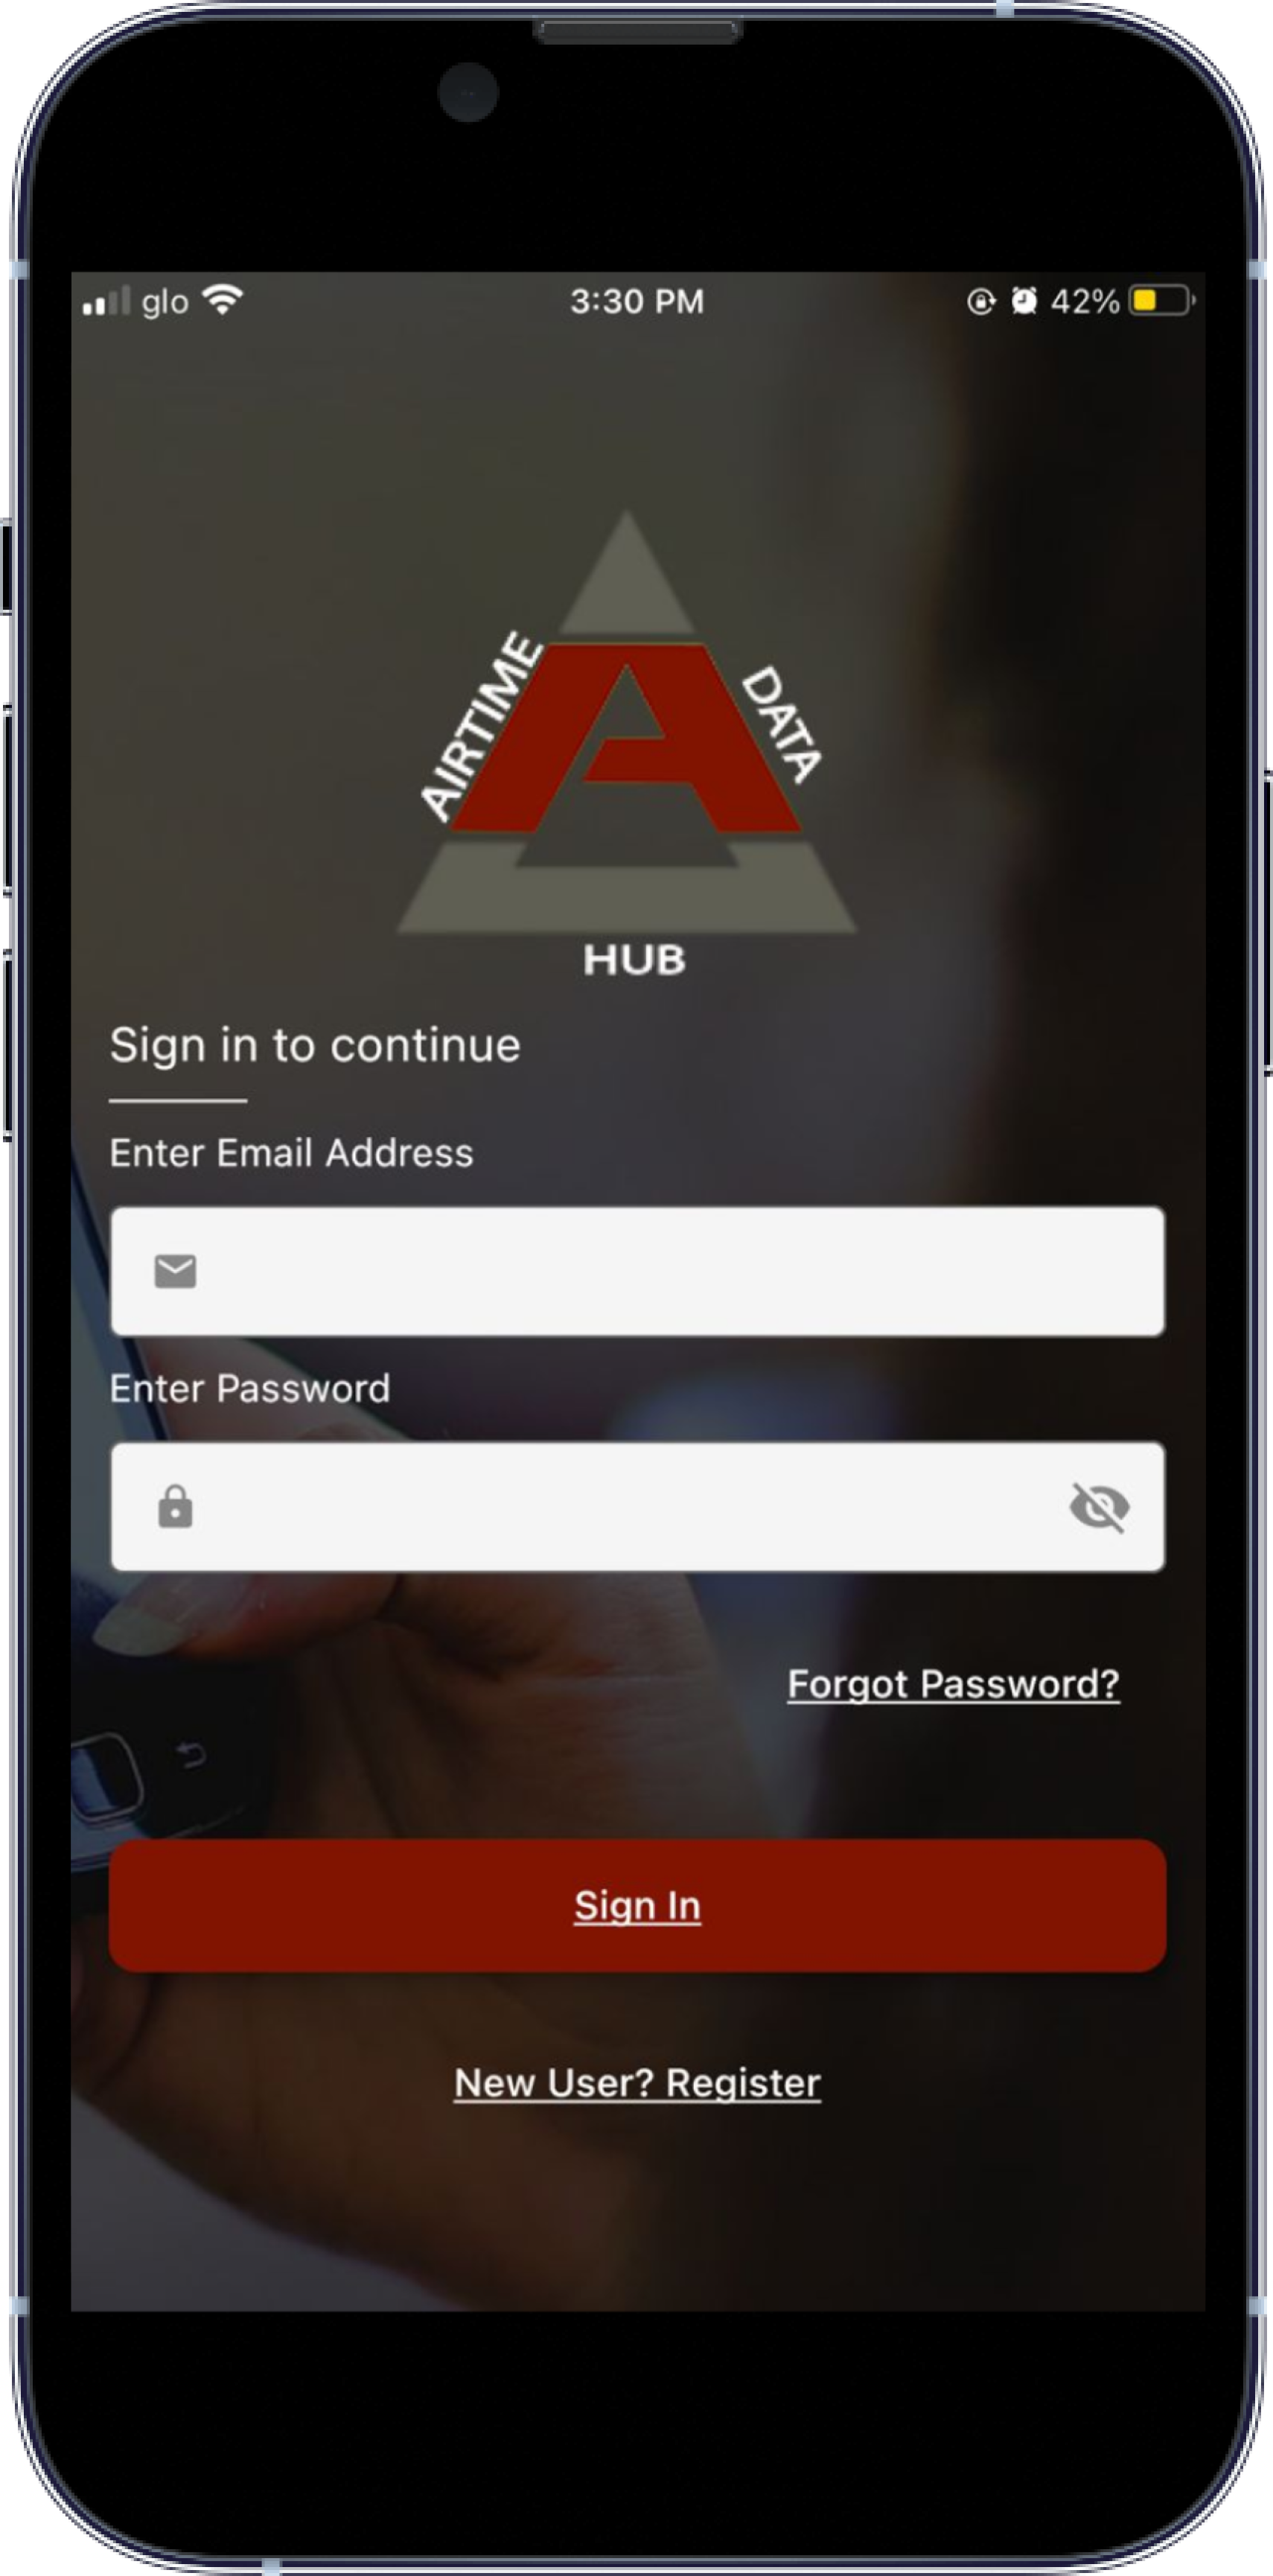 glo 3:30 PM 42%
AIRTIME
DATA
HUB
Sign in to continue
Enter Email Address
Enter Password
Forgot Password?
Sign In
New User? Register